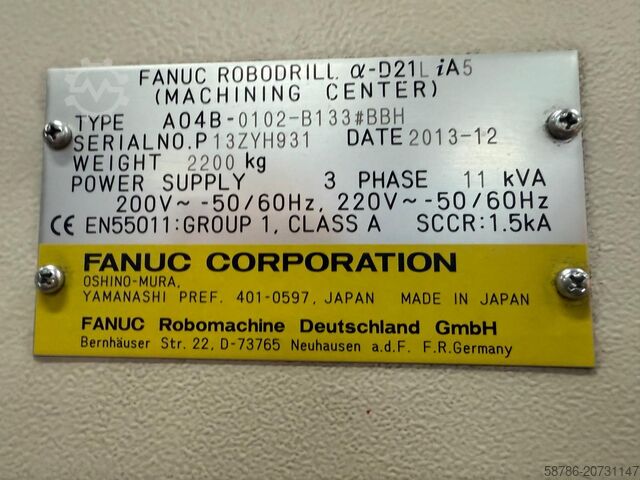 FANUC ROBODRILL α-D21L iA5
(MACHINING CENTER)
TYPE A04B-0102-B133#BBH
SERIALNO.P13ZYH931 DATE2013-12
WEIGHT 2200 kg
POWER SUPPLY 3 PHASE 11 kVA
200V~ -50/60Hz, 220V~-50/60Hz
CE EN55011:GROUP 1, CLASS A SCCR:1.5kA
FANUC CORPORATION
OSHINO-MURA,
YAMANASHI PREF. 401-0597, JAPAN MADE IN JAPAN
FANUC Robomachine Deutschland GmbH
Bernhäuser Str. 22, D-73765 Neuhausen a.d.F. F.R.Germany
58786-20731147